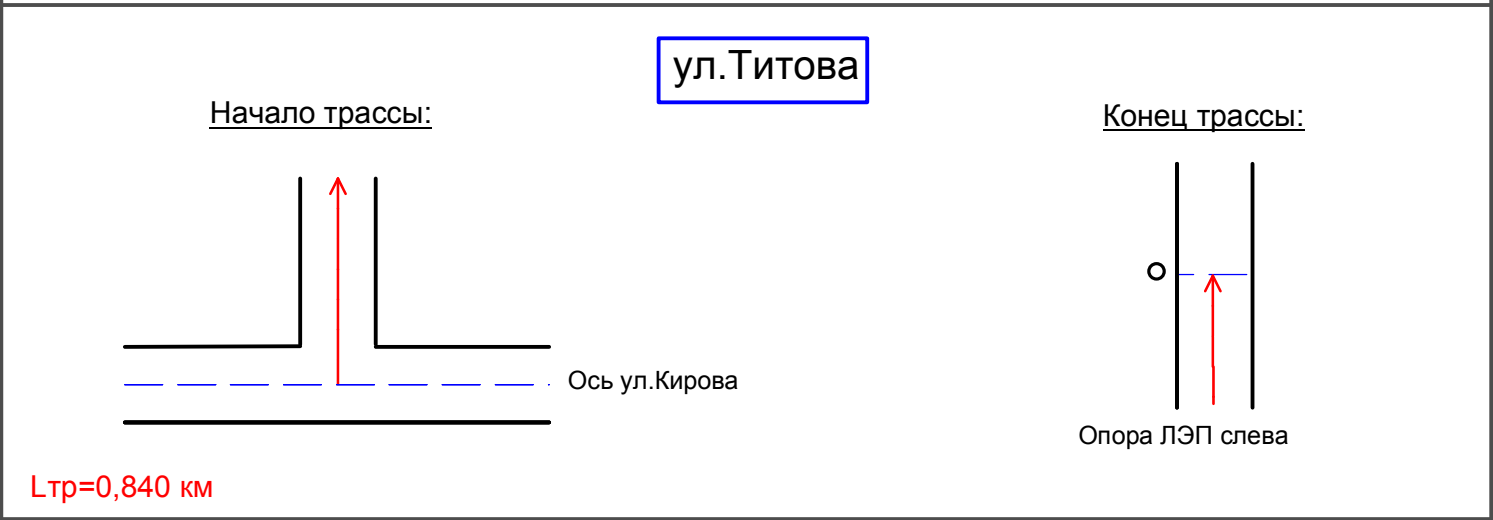 ул.Титова
Начало трассы:
Конец трассы:
Ось ул.Кирова
Опора ЛЭП слева
Lтр=0,840 км